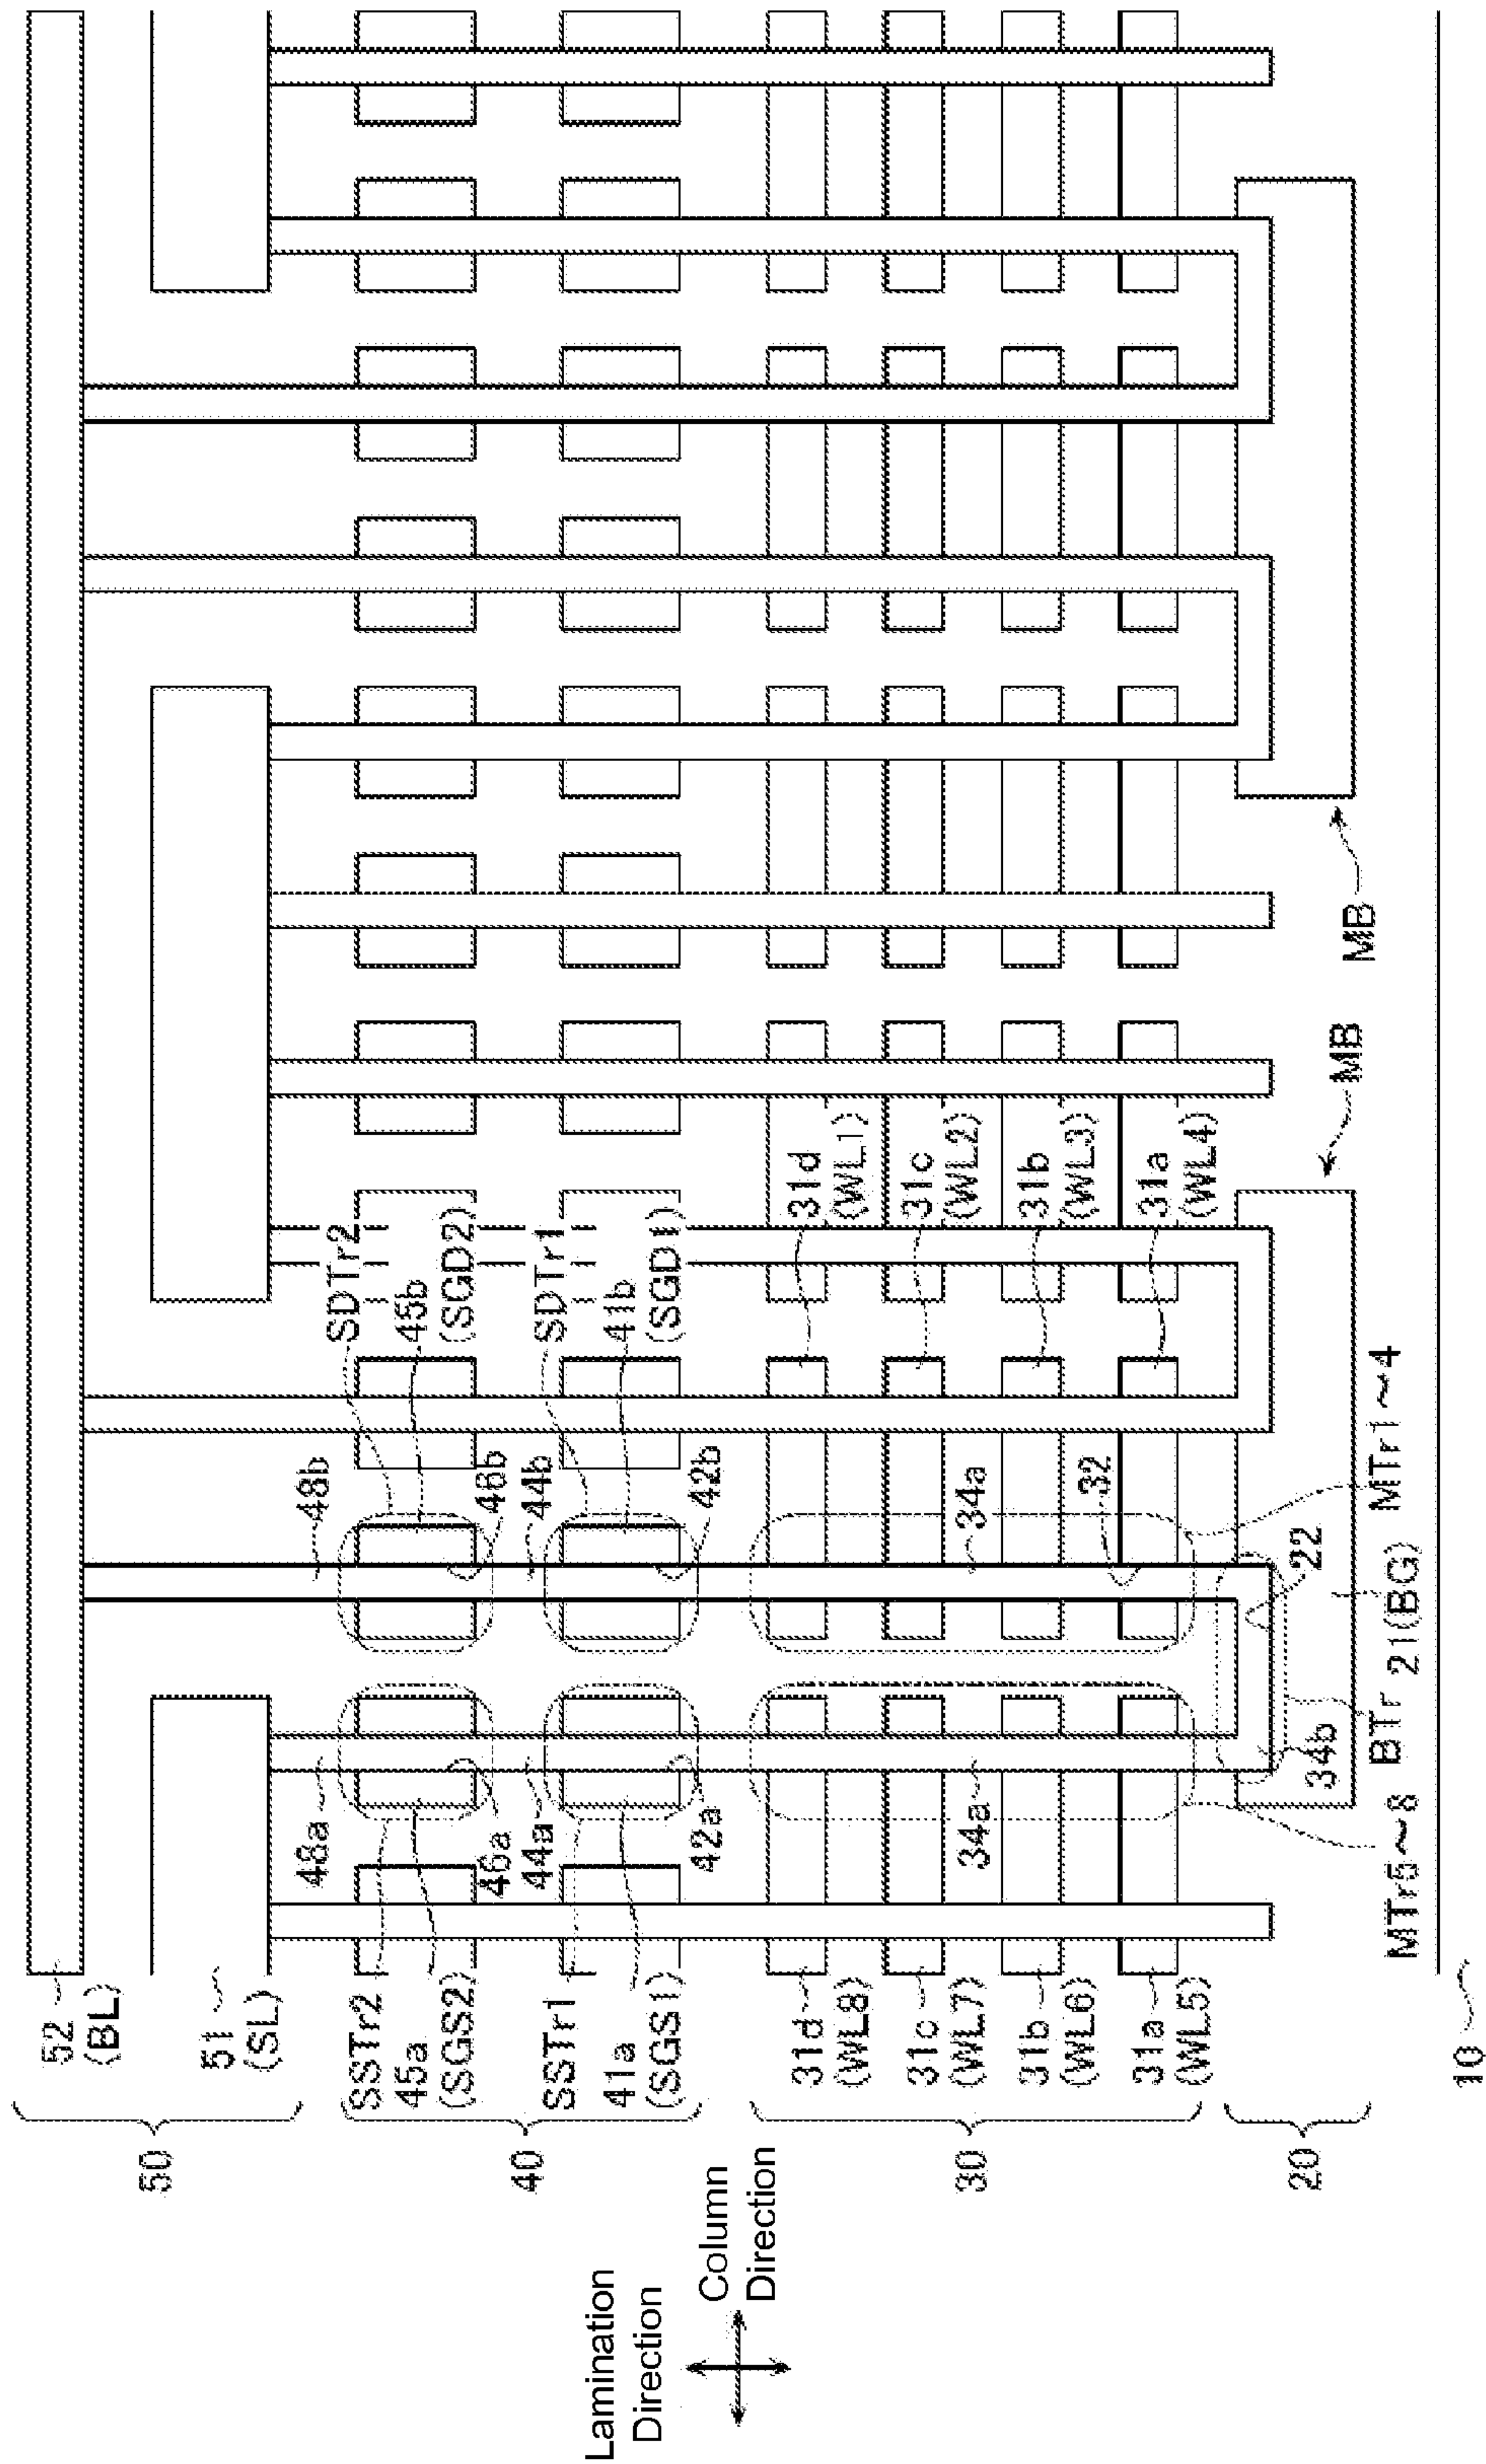 52
(BL)
51
(SL)
50
SSTr2
45a
(SGS2)
SSTr1
41a
(SGS1)
40
31d
(WL8)
31c
(WL7)
31b
(WL6)
31a
(WL5)
30
20
10
48a
46a
44a
42a
34a
MTr5~8
48b
46b
44b
42b
34a
32
34b
BTr
22
21(BG)
MTr1~4
SDTr2
45b
(SGD2)
SDTr1
41b
(SGD1)
31d
(WL1)
31c
(WL2)
31b
(WL3)
31a
(WL4)
MB
MB
Lamination
Direction
Column
Direction